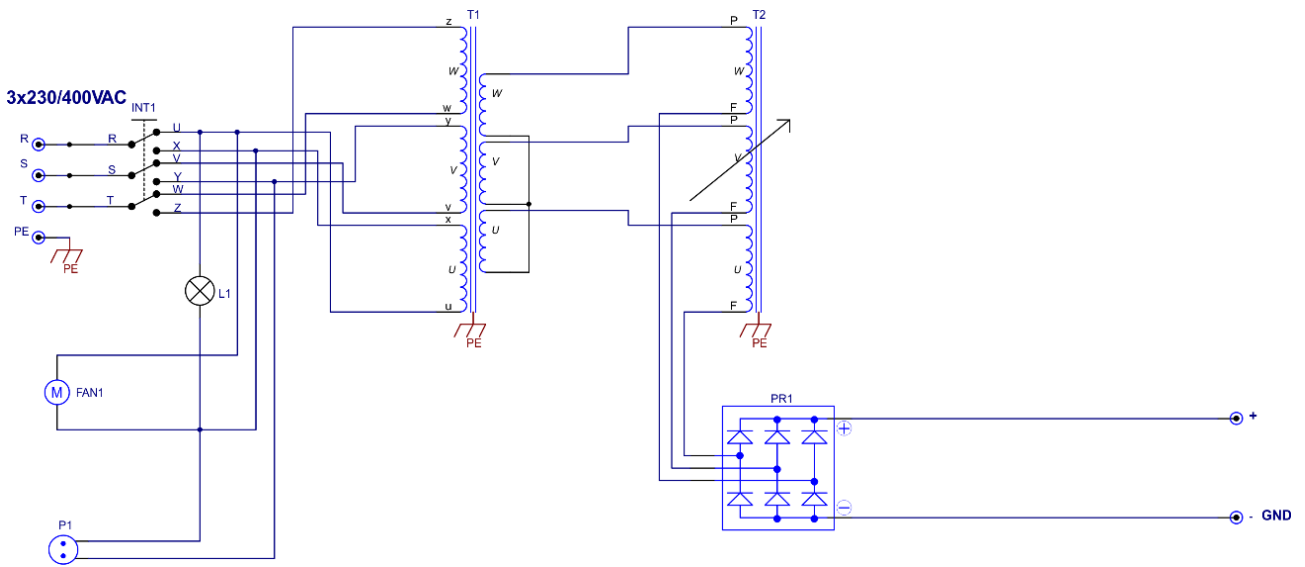 z T1 P T2
W W W
3x230/400VAC
INT1
w F
y P
U
R R X
V
S S V V V
Y
W
T T v F
Z x P
PE U
PE U U
L1 u F
PE PE
FAN1
M
PR1
+
+
-
- GND
P1